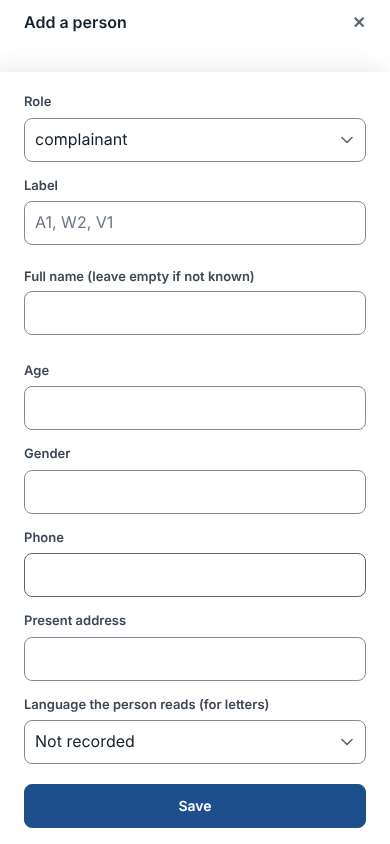 Add a person
Role
complainant
Label
A1, W2, V1
Full name (leave empty if not known)
Age
Gender
Phone
Present address
Language the person reads (for letters)
Not recorded
Save